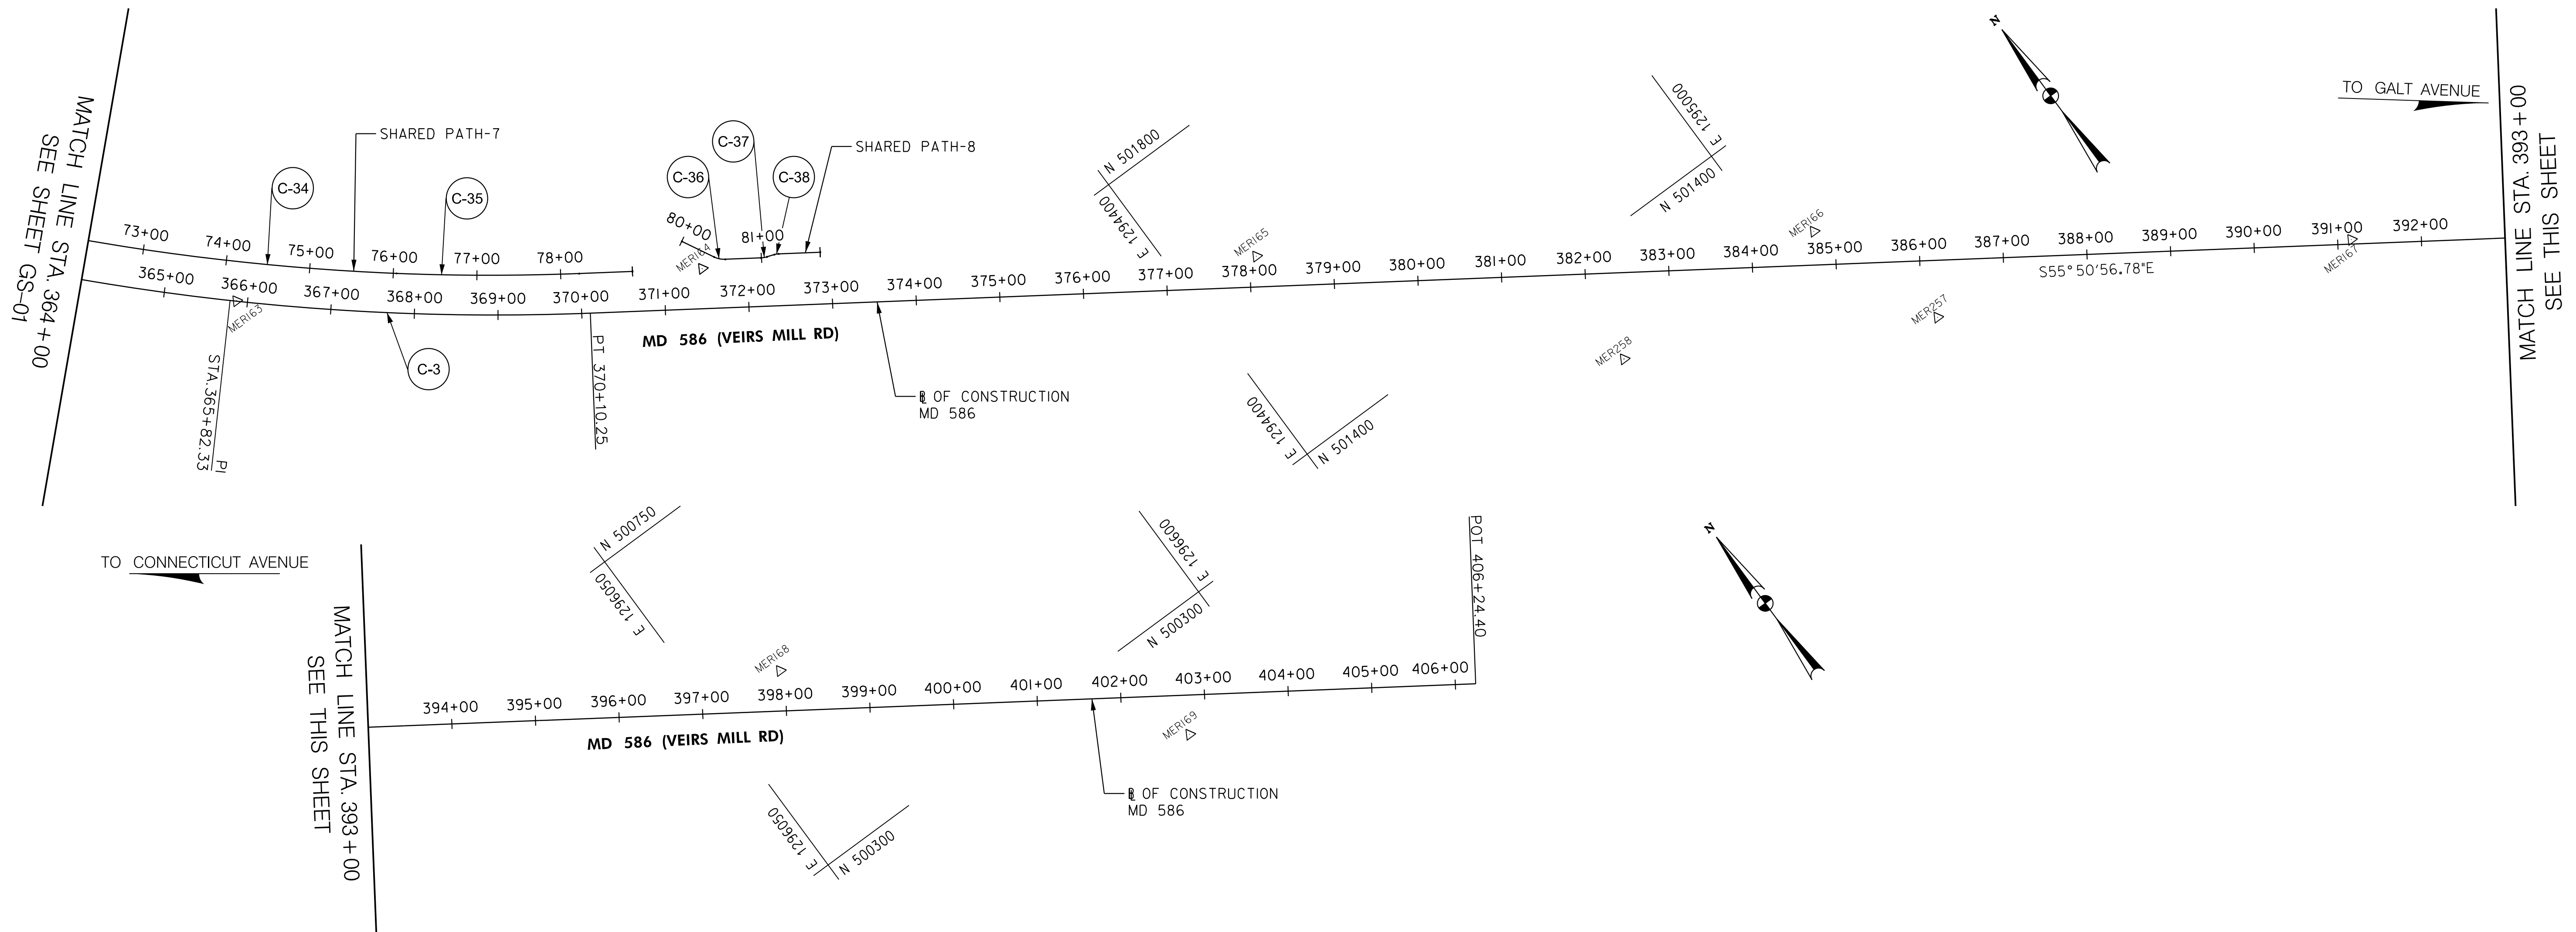 MATCH LINE STA. 364+00
SEE SHEET GS-01
73+00
74+00
75+00
76+00
77+00
78+00
C-34
SHARED PATH-7
C-35
C-36
C-37
C-38
SHARED PATH-8
80+00
81+00
MER164
365+00
366+00
367+00
368+00
369+00
370+00
371+00
372+00
373+00
374+00
375+00
376+00
377+00
378+00
379+00
380+00
381+00
382+00
383+00
384+00
385+00
386+00
387+00
388+00
389+00
390+00
391+00
392+00
MER163
PI
STA.365+82.33
C-3
PT 370+10.25
MD 586 (VEIRS MILL RD)
℄ OF CONSTRUCTION
MD 586
N 501800
E 1294400
MER165
E 1294400
N 501400
E 1295000
N 501400
MER166
MER258
MER257
S55°50'56.78"E
MER167
N
TO GALT AVENUE
MATCH LINE STA. 393+00
SEE THIS SHEET
TO CONNECTICUT AVENUE
MATCH LINE STA. 393+00
SEE THIS SHEET
N 500750
E 1296050
E 1296600
N 500300
POT 406+24.40
N
MER168
394+00
395+00
396+00
397+00
398+00
399+00
400+00
401+00
402+00
403+00
404+00
405+00
406+00
MD 586 (VEIRS MILL RD)
MER169
℄ OF CONSTRUCTION
MD 586
E 1296050
N 500300